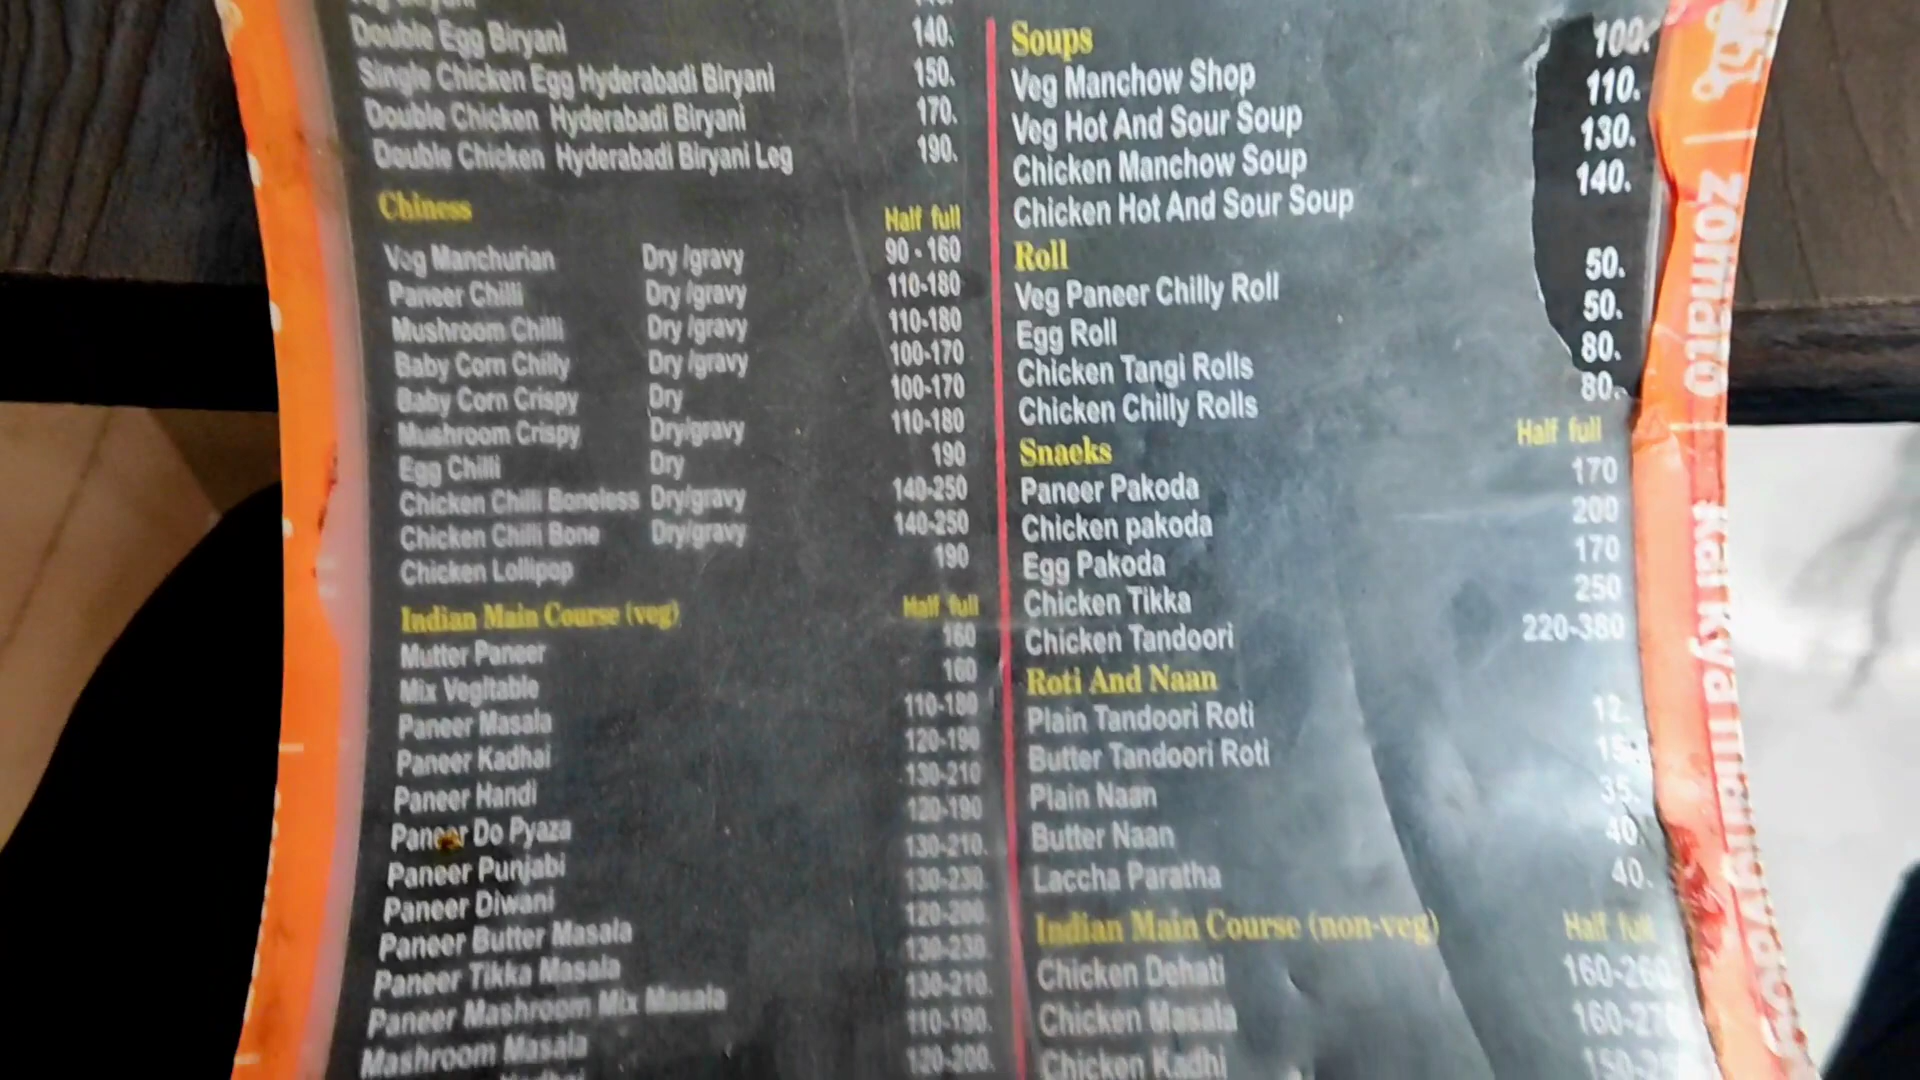 Double Egg Biryani 140.
Single Chicken Egg Hyderabadi Biryani 150.
Double Chicken Hyderabadi Biryani 170.
Double Chicken Hyderabadi Biryani Leg 190.
Chiness Half full
Veg Manchurian Dry /gravy 90 - 160
Paneer Chilli Dry /gravy 110-180
Mushroom Chilli Dry /gravy 110-180
Baby Corn Chilly Dry /gravy 100-170
Baby Corn Crispy Dry 100-170
Mushroom Crispy Dry/gravy 110-180
Egg Chilli Dry 190
Chicken Chilli Boneless Dry/gravy 140-250
Chicken Chilli Bone Dry/gravy 140-250
Chicken Lollipop 190
Indian Main Course (veg) Half full
Mutter Paneer 160
Mix Vegitable 160
Paneer Masala 110-180
Paneer Kadhai 120-190
Paneer Handi 130-210
Paneer Do Pyaza 120-190
Paneer Punjabi 130-210.
Paneer Diwani 130-230.
Paneer Butter Masala 120-200.
Paneer Tikka Masala 130-230.
Paneer Mashroom Mix Masala 130-210.
Mashroom Masala 110-190.
120-200.
Soups
Veg Manchow Shop 100.
Veg Hot And Sour Soup 110.
Chicken Manchow Soup 130.
Chicken Hot And Sour Soup 140.
Roll
Veg Paneer Chilly Roll 50.
Egg Roll 50.
Chicken Tangi Rolls 80.
Chicken Chilly Rolls 80.
Snaeks Half full
Paneer Pakoda 170
Chicken pakoda 200
Egg Pakoda 170
Chicken Tikka 250
Chicken Tandoori 220-380
Roti And Naan
Plain Tandoori Roti 12.
Butter Tandoori Roti 15.
Plain Naan 35.
Butter Naan 40
Laccha Paratha 40.
Indian Main Course (non-veg) Half full
Chicken Dehati 160-260
Chicken Masala 160-270
Chicken Kadhi
zomato